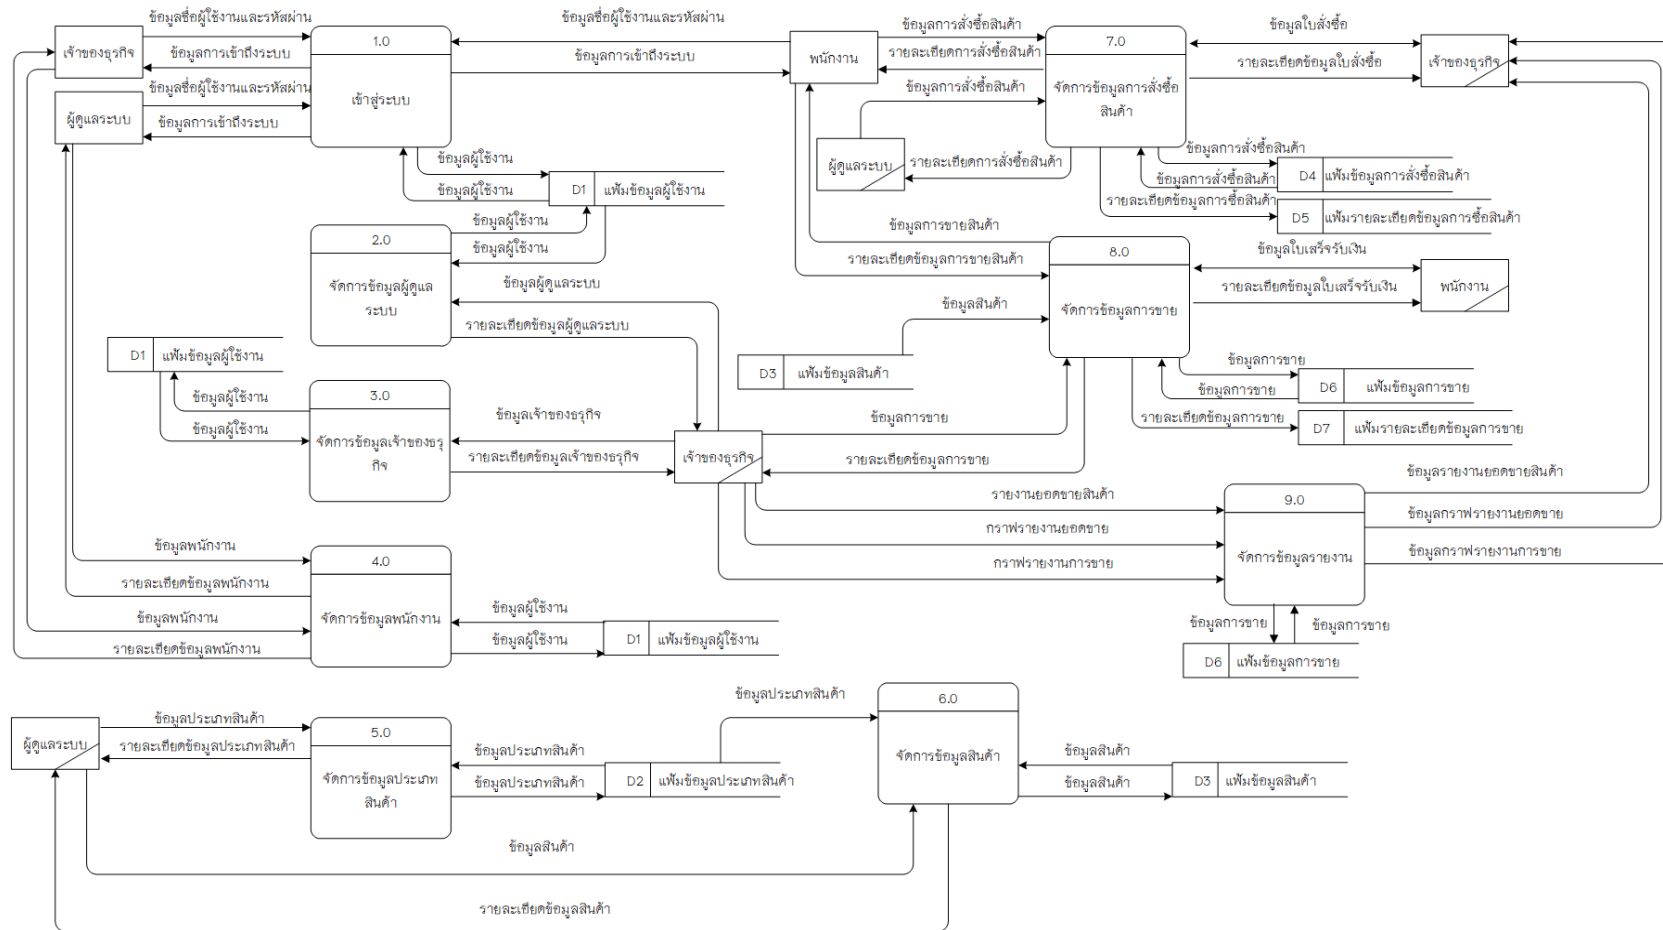 ข้อมูลชื่อผู้ใช้งานและรหัสผ่าน
เจ้าของธุรกิจ
ข้อมูลการเข้าถึงระบบ
ข้อมูลชื่อผู้ใช้งานและรหัสผ่าน
ผู้ดูแลระบบ
ข้อมูลการเข้าถึงระบบ
1.0
เข้าสู่ระบบ
ข้อมูลชื่อผู้ใช้งานและรหัสผ่าน
ข้อมูลการเข้าถึงระบบ
พนักงาน
ข้อมูลการสั่งซื้อสินค้า
รายละเอียดการสั่งซื้อสินค้า
ข้อมูลการสั่งซื้อสินค้า
ผู้ดูแลระบบ
รายละเอียดการสั่งซื้อสินค้า
7.0
จัดการข้อมูลการสั่งซื้อ
สินค้า
ข้อมูลใบสั่งซื้อ
รายละเอียดข้อมูลใบสั่งซื้อ
เจ้าของธุรกิจ
ข้อมูลการสั่งซื้อสินค้า
ข้อมูลการสั่งซื้อสินค้า
D4 แฟ้มข้อมูลการสั่งซื้อสินค้า
รายละเอียดข้อมูลการซื้อสินค้า
D5 แฟ้มรายละเอียดข้อมูลการซื้อสินค้า
ข้อมูลผู้ใช้งาน
ข้อมูลผู้ใช้งาน
D1 แฟ้มข้อมูลผู้ใช้งาน
ข้อมูลผู้ใช้งาน
ข้อมูลผู้ใช้งาน
2.0
จัดการข้อมูลผู้ดูแล
ระบบ
ข้อมูลผู้ดูแลระบบ
รายละเอียดข้อมูลผู้ดูแลระบบ
ข้อมูลการขายสินค้า
รายละเอียดข้อมูลการขายสินค้า
ข้อมูลสินค้า
D3 แฟ้มข้อมูลสินค้า
8.0
จัดการข้อมูลการขาย
ข้อมูลใบเสร็จรับเงิน
รายละเอียดข้อมูลใบเสร็จรับเงิน
พนักงาน
ข้อมูลการขาย
ข้อมูลการขาย
D6 แฟ้มข้อมูลการขาย
รายละเอียดข้อมูลการขาย
D7 แฟ้มรายละเอียดข้อมูลการขาย
D1 แฟ้มข้อมูลผู้ใช้งาน
ข้อมูลผู้ใช้งาน
ข้อมูลผู้ใช้งาน
3.0
จัดการข้อมูลเจ้าของธุ
รกิจ
ข้อมูลเจ้าของธุรกิจ
รายละเอียดข้อมูลเจ้าของธุรกิจ
เจ้าของธุรกิจ
ข้อมูลการขาย
รายละเอียดข้อมูลการขาย
รายงานยอดขายสินค้า
กราฟรายงานยอดขาย
กราฟรายงานการขาย
9.0
จัดการข้อมูลรายงาน
ข้อมูลรายงานยอดขายสินค้า
ข้อมูลกราฟรายงานยอดขาย
ข้อมูลกราฟรายงานการขาย
ข้อมูลการขาย
ข้อมูลการขาย
D6 แฟ้มข้อมูลการขาย
ข้อมูลพนักงาน
รายละเอียดข้อมูลพนักงาน
ข้อมูลพนักงาน
รายละเอียดข้อมูลพนักงาน
4.0
จัดการข้อมูลพนักงาน
ข้อมูลผู้ใช้งาน
ข้อมูลผู้ใช้งาน
D1 แฟ้มข้อมูลผู้ใช้งาน
ผู้ดูแลระบบ
ข้อมูลประเภทสินค้า
รายละเอียดข้อมูลประเภทสินค้า
5.0
จัดการข้อมูลประเภท
สินค้า
ข้อมูลประเภทสินค้า
ข้อมูลประเภทสินค้า
D2 แฟ้มข้อมูลประเภทสินค้า
ข้อมูลประเภทสินค้า
6.0
จัดการข้อมูลสินค้า
ข้อมูลสินค้า
ข้อมูลสินค้า
D3 แฟ้มข้อมูลสินค้า
ข้อมูลสินค้า
รายละเอียดข้อมูลสินค้า